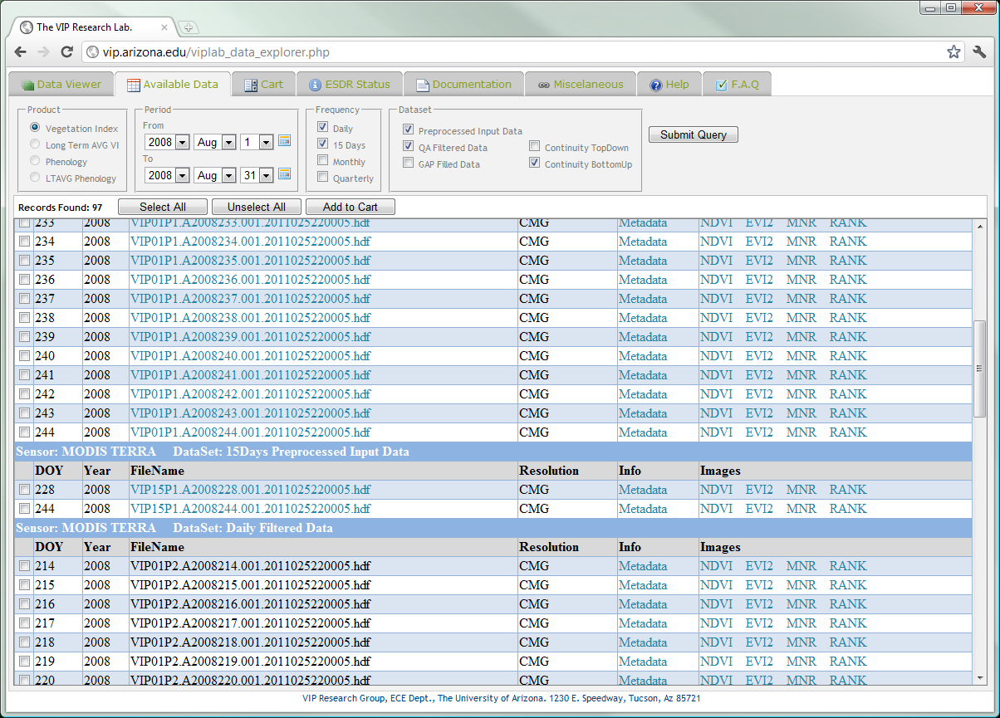 The VIP Research Lab.
vip.arizona.edu/viplab_data_explorer.php
Data Viewer Available Data Cart ESDR Status Documentation Miscelaneous Help F.A.Q
Product
Vegetation Index
Long Term AVG VI
Phenology
LTAVG Phenology
Period
From
2008 Aug 1
To
2008 Aug 31
Frequency
Daily
15 Days
Monthly
Quarterly
Dataset
Preprocessed Input Data
QA Filtered Data Continuity TopDown
GAP Filled Data Continuity BottomUp
Submit Query
Records Found: 97 Select All Unselect All Add to Cart
233 2008 VIP01P1.A2008233.001.2011025220005.hdf CMG Metadata NDVI EVI2 MNR RANK
234 2008 VIP01P1.A2008234.001.2011025220005.hdf CMG Metadata NDVI EVI2 MNR RANK
235 2008 VIP01P1.A2008235.001.2011025220005.hdf CMG Metadata NDVI EVI2 MNR RANK
236 2008 VIP01P1.A2008236.001.2011025220005.hdf CMG Metadata NDVI EVI2 MNR RANK
237 2008 VIP01P1.A2008237.001.2011025220005.hdf CMG Metadata NDVI EVI2 MNR RANK
238 2008 VIP01P1.A2008238.001.2011025220005.hdf CMG Metadata NDVI EVI2 MNR RANK
239 2008 VIP01P1.A2008239.001.2011025220005.hdf CMG Metadata NDVI EVI2 MNR RANK
240 2008 VIP01P1.A2008240.001.2011025220005.hdf CMG Metadata NDVI EVI2 MNR RANK
241 2008 VIP01P1.A2008241.001.2011025220005.hdf CMG Metadata NDVI EVI2 MNR RANK
242 2008 VIP01P1.A2008242.001.2011025220005.hdf CMG Metadata NDVI EVI2 MNR RANK
243 2008 VIP01P1.A2008243.001.2011025220005.hdf CMG Metadata NDVI EVI2 MNR RANK
244 2008 VIP01P1.A2008244.001.2011025220005.hdf CMG Metadata NDVI EVI2 MNR RANK
Sensor: MODIS TERRA DataSet: 15Days Preprocessed Input Data
DOY Year FileName Resolution Info Images
228 2008 VIP15P1.A2008228.001.2011025220005.hdf CMG Metadata NDVI EVI2 MNR RANK
244 2008 VIP15P1.A2008244.001.2011025220005.hdf CMG Metadata NDVI EVI2 MNR RANK
Sensor: MODIS TERRA DataSet: Daily Filtered Data
DOY Year FileName Resolution Info Images
214 2008 VIP01P2.A2008214.001.2011025220005.hdf CMG Metadata NDVI EVI2 MNR RANK
215 2008 VIP01P2.A2008215.001.2011025220005.hdf CMG Metadata NDVI EVI2 MNR RANK
216 2008 VIP01P2.A2008216.001.2011025220005.hdf CMG Metadata NDVI EVI2 MNR RANK
217 2008 VIP01P2.A2008217.001.2011025220005.hdf CMG Metadata NDVI EVI2 MNR RANK
218 2008 VIP01P2.A2008218.001.2011025220005.hdf CMG Metadata NDVI EVI2 MNR RANK
219 2008 VIP01P2.A2008219.001.2011025220005.hdf CMG Metadata NDVI EVI2 MNR RANK
220 2008 VIP01P2.A2008220.001.2011025220005.hdf CMG Metadata NDVI EVI2 MNR RANK
VIP Research Group, ECE Dept., The University of Arizona. 1230 E. Speedway, Tucson, Az 85721